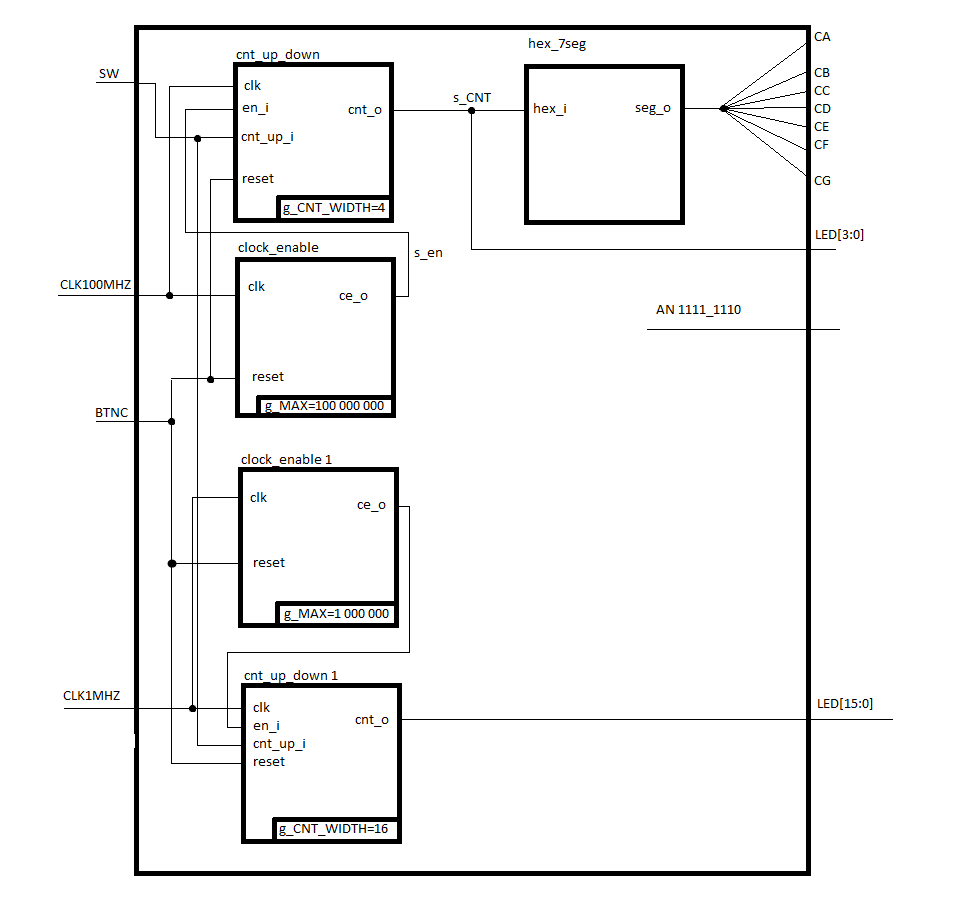 hex_7seg
CA
cnt_up_down
SW
clk
CB
CC
s_CNT
en_i
cnt_o
hex_i
seg_o
CD
CE
cnt_up_i
CF
reset
CG
g_CNT_WIDTH=4
LED[3:0]
clock_enable
s_en
CLK100MHZ
clk
ce_o
AN 1111_1110
reset
g_MAX=100 000 000
BTNC
clock_enable 1
clk
ce_o
reset
g_MAX=1 000 000
cnt_up_down 1
CLK1MHZ
clk
LED[15:0]
en_i
cnt_o
cnt_up_i
reset
g_CNT_WIDTH=16